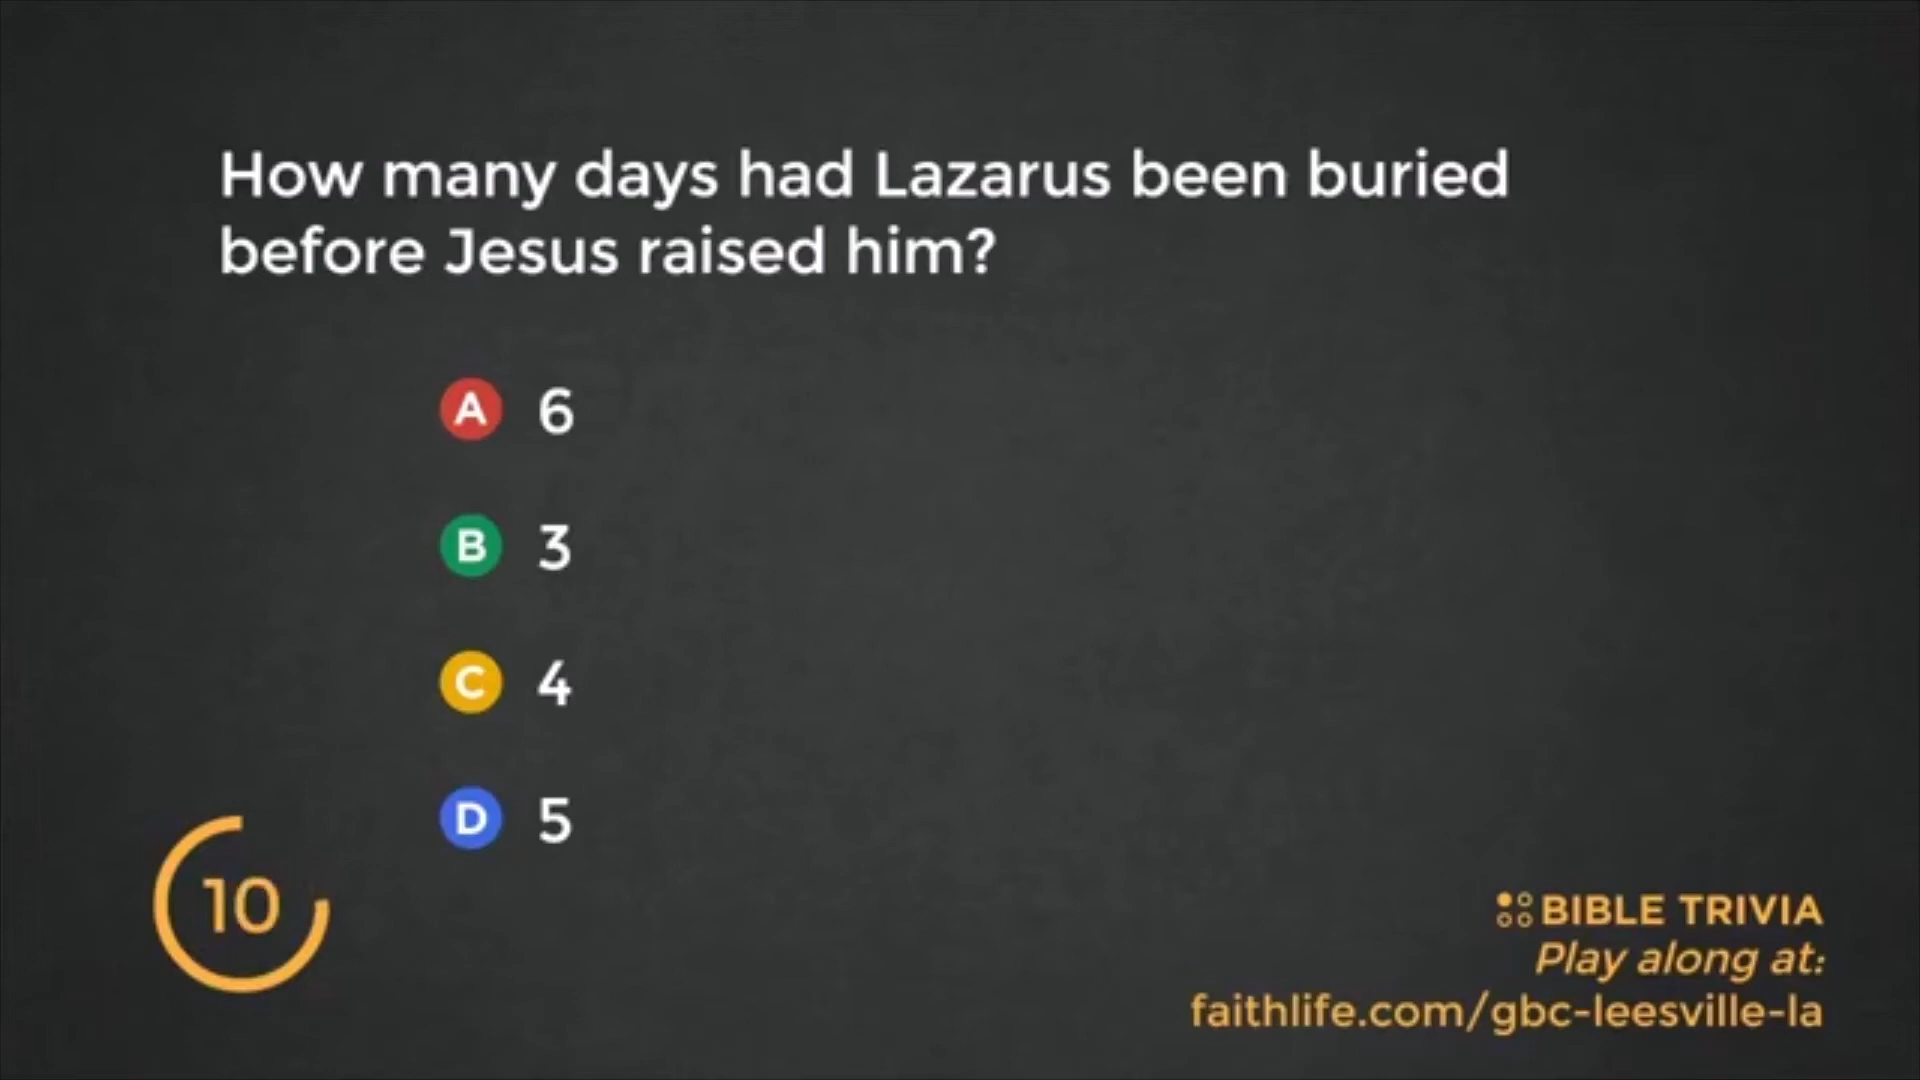 How many days had Lazarus been buried
before Jesus raised him?
A 6
B 3
C 4
D 5
10
BIBLE TRIVIA
Play along at:
faithlife.com/gbc-leesville-la